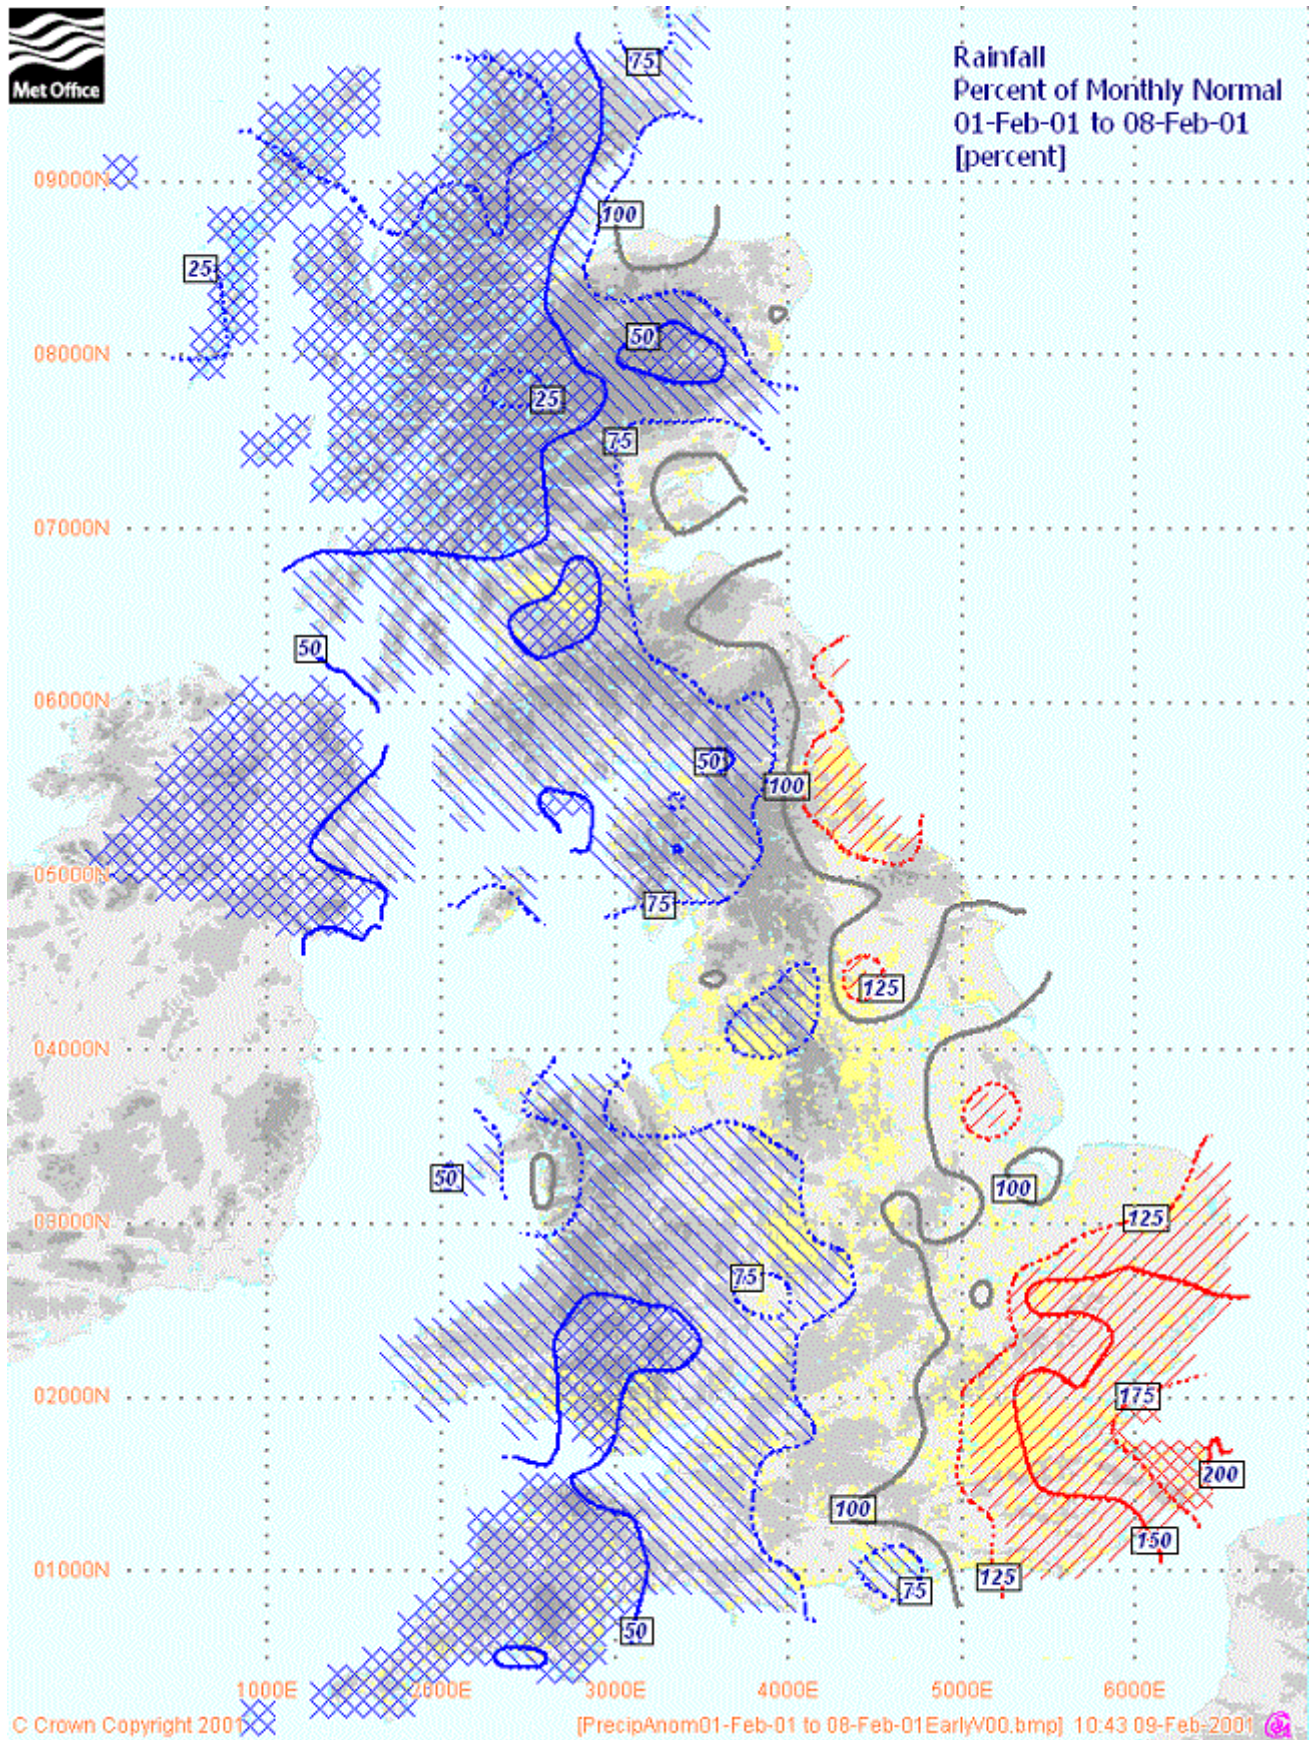 Met Office
Rainfall
Percent of Monthly Normal
01-Feb-01 to 08-Feb-01
[percent]
75
09000N
100
25
50
08000N
25
75
07000N
50
06000N
50
100
05000N
75
125
04000N
50
100
03000N
125
75
02000N
175
200
100
150
01000N
75
125
50
1000E 2000E 3000E 4000E 5000E 6000E
C Crown Copyright 2001
[PrecipAnom01-Feb-01 to 08-Feb-01EarlyV00.bmp] 10:43 09-Feb-2001